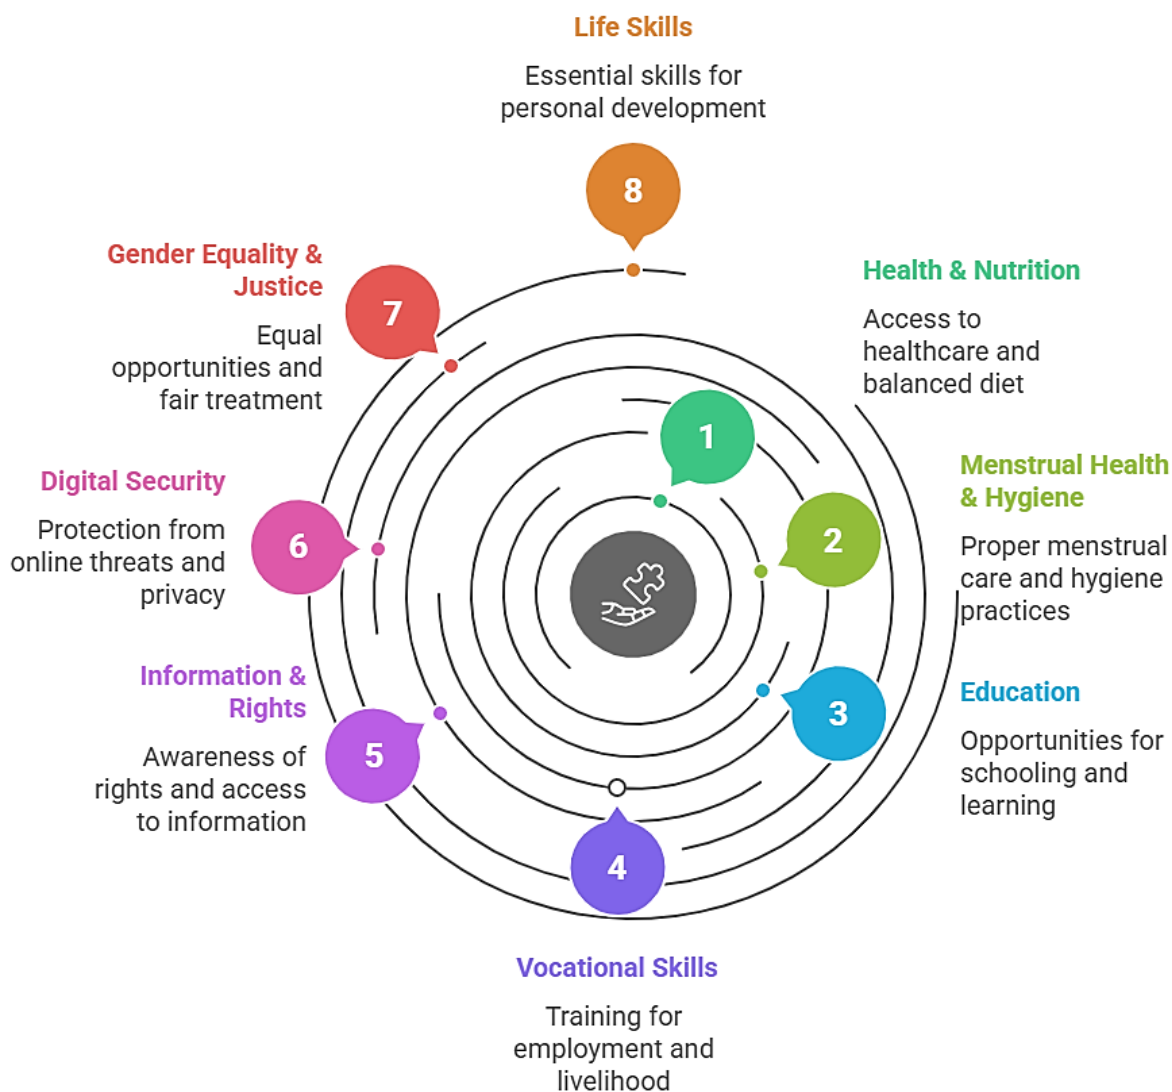 Life Skills
Essential skills for
personal development
8
Health & Nutrition
Access to
healthcare and
balanced diet
1
Menstrual Health
& Hygiene
Proper menstrual
care and hygiene
practices
2
Education
Opportunities for
schooling and
learning
3
4
Vocational Skills
Training for
employment and
livelihood
Information &
Rights
Awareness of
rights and access
to information
5
Digital Security
Protection from
online threats and
privacy
6
Gender Equality &
Justice
Equal
opportunities and
fair treatment
7